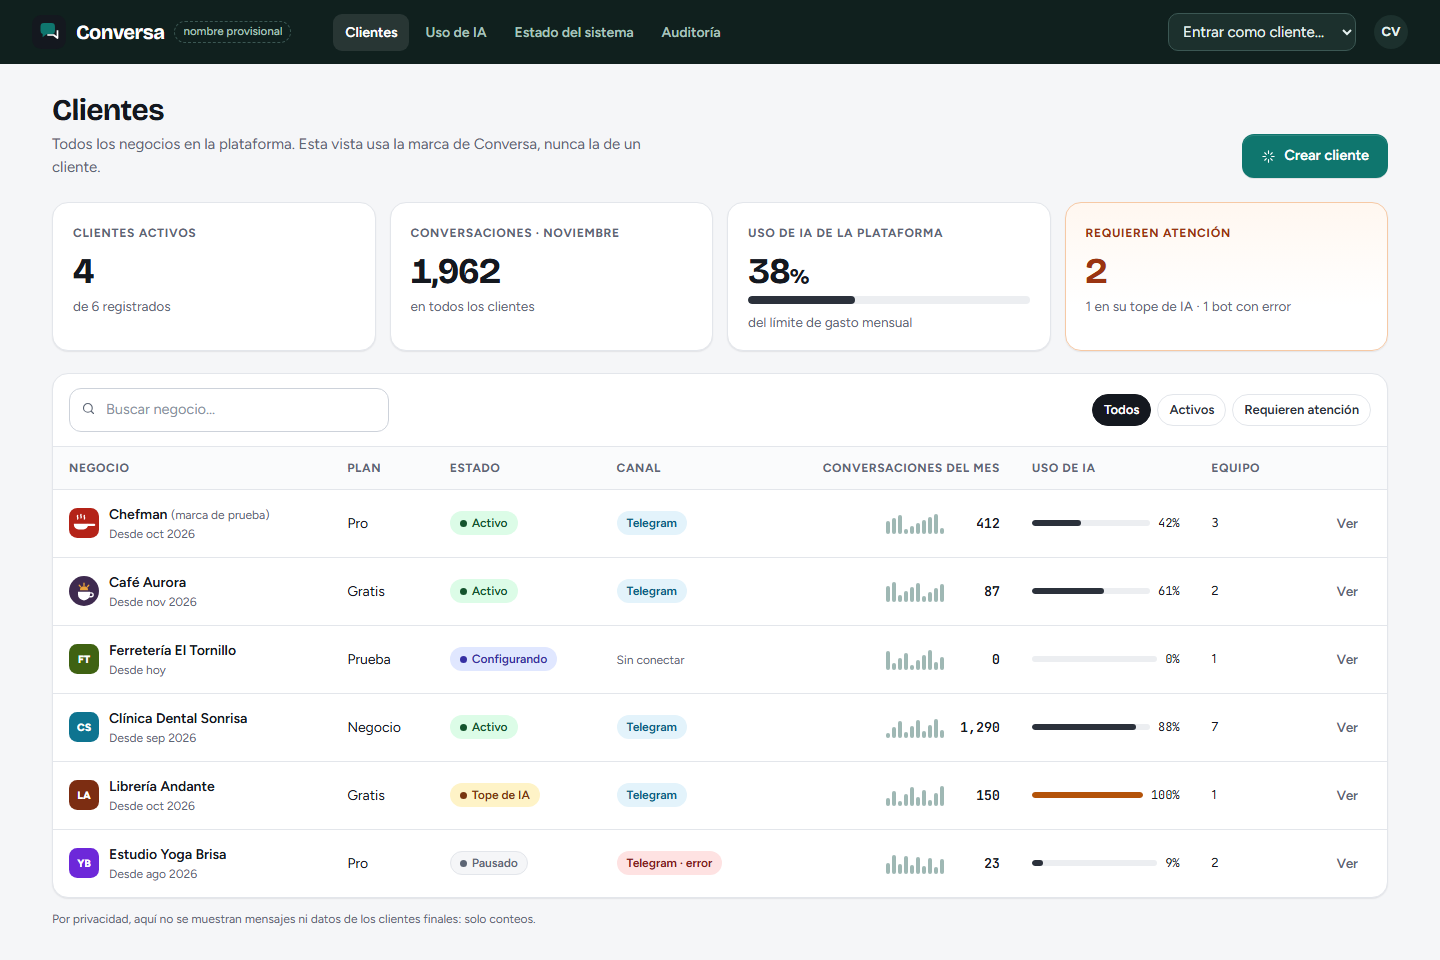 Conversa nombre provisional Clientes Uso de IA Estado del sistema Auditoría Entrar como cliente... CV
Clientes
Todos los negocios en la plataforma. Esta vista usa la marca de Conversa, nunca la de un
cliente.
Crear cliente
CLIENTES ACTIVOS
4
de 6 registrados
CONVERSACIONES · NOVIEMBRE
1,962
en todos los clientes
USO DE IA DE LA PLATAFORMA
38%
del límite de gasto mensual
REQUIEREN ATENCIÓN
2
1 en su tope de IA · 1 bot con error
Buscar negocio... Todos Activos Requieren atención
NEGOCIO PLAN ESTADO CANAL CONVERSACIONES DEL MES USO DE IA EQUIPO
Chefman (marca de prueba)
Desde oct 2026
Pro Activo Telegram 412 42% 3 Ver
Café Aurora
Desde nov 2026
Gratis Activo Telegram 87 61% 2 Ver
FT
Ferretería El Tornillo
Desde hoy
Prueba Configurando Sin conectar 0 0% 1 Ver
CS
Clínica Dental Sonrisa
Desde sep 2026
Negocio Activo Telegram 1,290 88% 7 Ver
LA
Librería Andante
Desde oct 2026
Gratis Tope de IA Telegram 150 100% 1 Ver
YB
Estudio Yoga Brisa
Desde ago 2026
Pro Pausado Telegram · error 23 9% 2 Ver
Por privacidad, aquí no se muestran mensajes ni datos de los clientes finales: solo conteos.